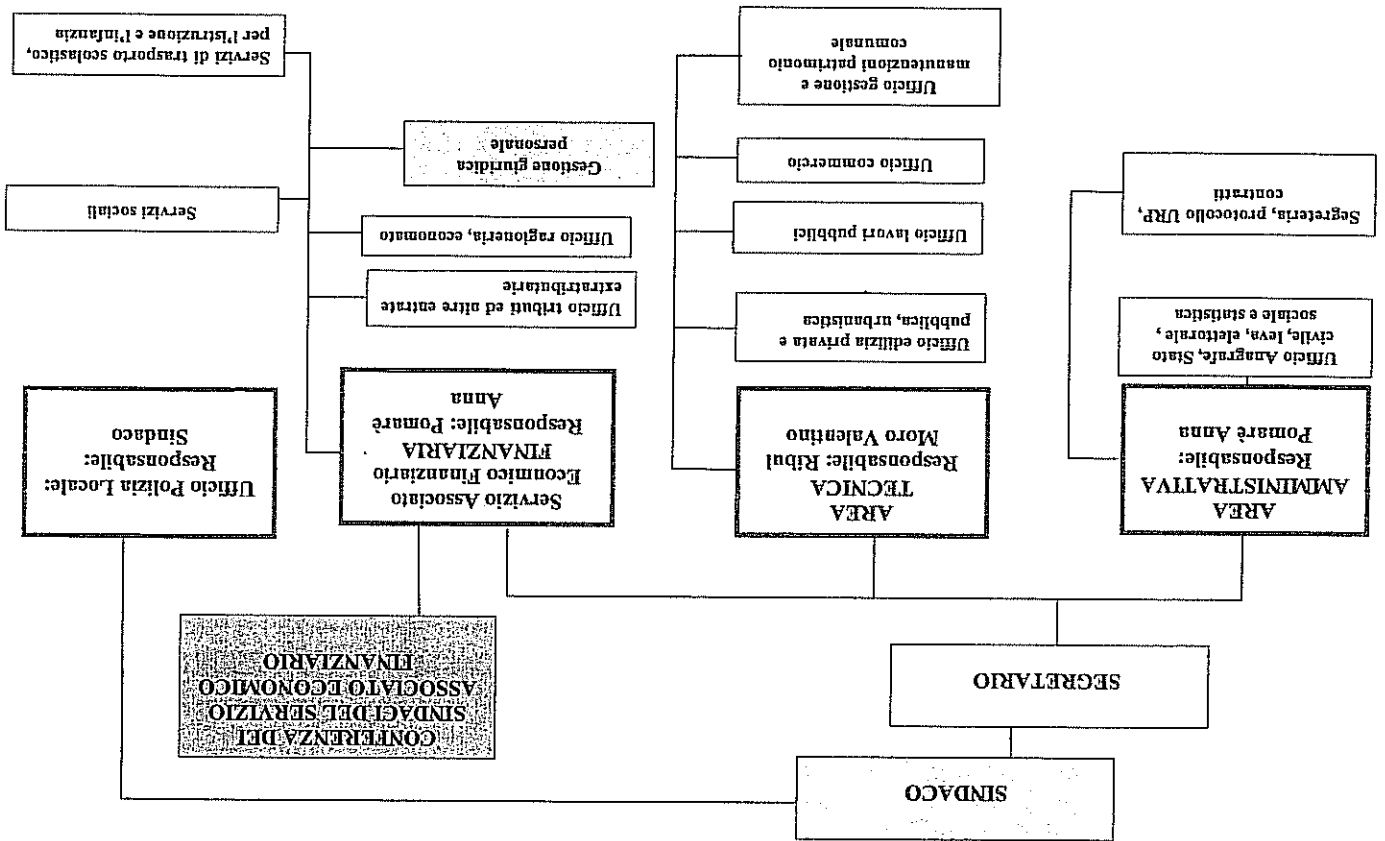 SINDACO
SEGRETARIO
CONFERENZA DEI
SINDACI DEL SERVIZIO
ASSOCIATO ECONOMICO
FINANZIARIO
Ufficio Polizia Locale:
Responsabile:
Sindaco
Servizio Associato
Econmico Finanziario
FINANZIARIA
Responsabile: Pomarè
Anna
AREA
TECNICA
Responsabile: Ribul
Moro Valentino
AREA
AMMINISTRATIVA
Responsabile:
Pomarè Anna
Ufficio tributi ed altre entrate
extratributarie
Ufficio ragioneria, economato
Servizi sociali
Gestione giuridica
personale
Servizi di trasporto scolastico,
per l'istruzione e l'infanzia
Ufficio edilizia privata e
pubblica, urbanistica
Ufficio lavori pubblici
Ufficio commercio
Ufficio gestione e
manutenzioni patrimonio
comunale
Ufficio Anagrafe, Stato
civile, leva, elettorale ,
sociale e statistica
Segreteria, protocollo URP,
contratti